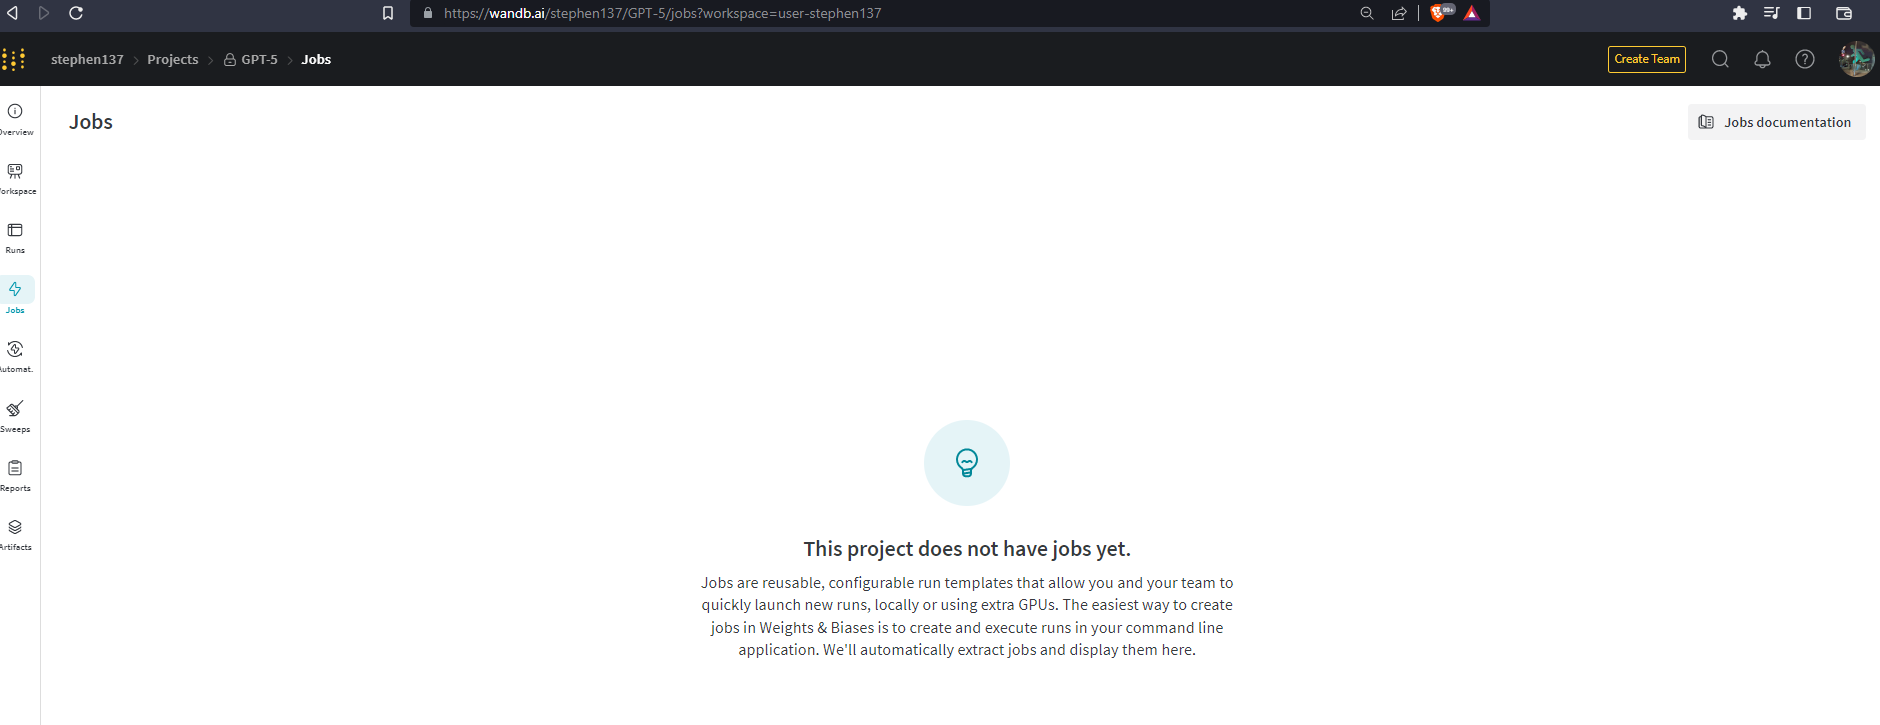 https://wandb.ai/stephen137/GPT-5/jobs?workspace=user-stephen137
99+
stephen137 > Projects > GPT-5 > Jobs
Create Team
Overview
Jobs
Jobs documentation
orkspace
Runs
Jobs
Automat.
Sweeps
Reports
Artifacts
This project does not have jobs yet.
Jobs are reusable, configurable run templates that allow you and your team to
quickly launch new runs, locally or using extra GPUs. The easiest way to create
jobs in Weights & Biases is to create and execute runs in your command line
application. We'll automatically extract jobs and display them here.